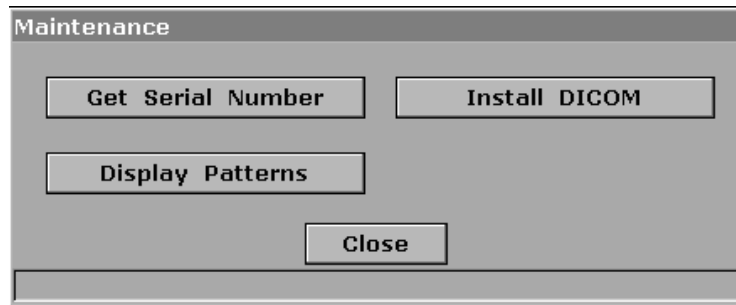 Maintenance
Get Serial Number
Install DICOM
Display Patterns
Close